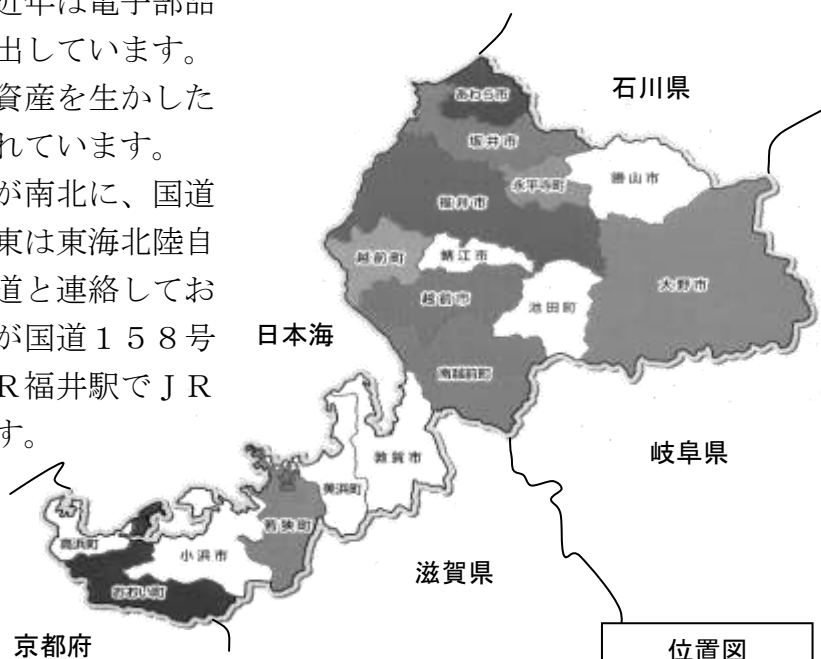 近年は電子部品
出しています。
資産を生かした
れています。
が南北に、国道
東は東海北陸自
道と連絡してお
が国道１５８号
Ｒ福井駅でＪＲ
す。
石川県
あわら市
坂井市
永平寺町
勝山市
福井市
越前町
鯖江市
越前市
池田町
大野市
日本海
南越前町
岐阜県
敦賀市
美浜町
若狭町
高浜町
小浜市
おおい町
滋賀県
京都府
位置図